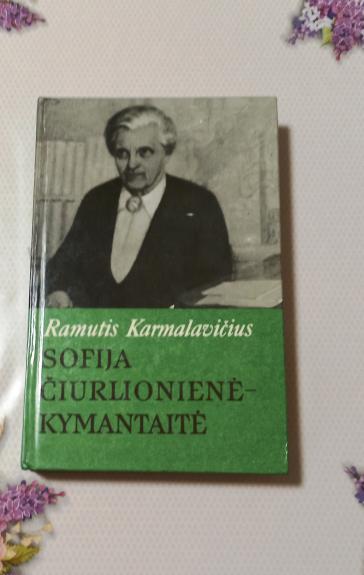 Ramutis Karmalavičius
SOFIJA
ČIURLIONIENĖ-
KYMANTAITĖ